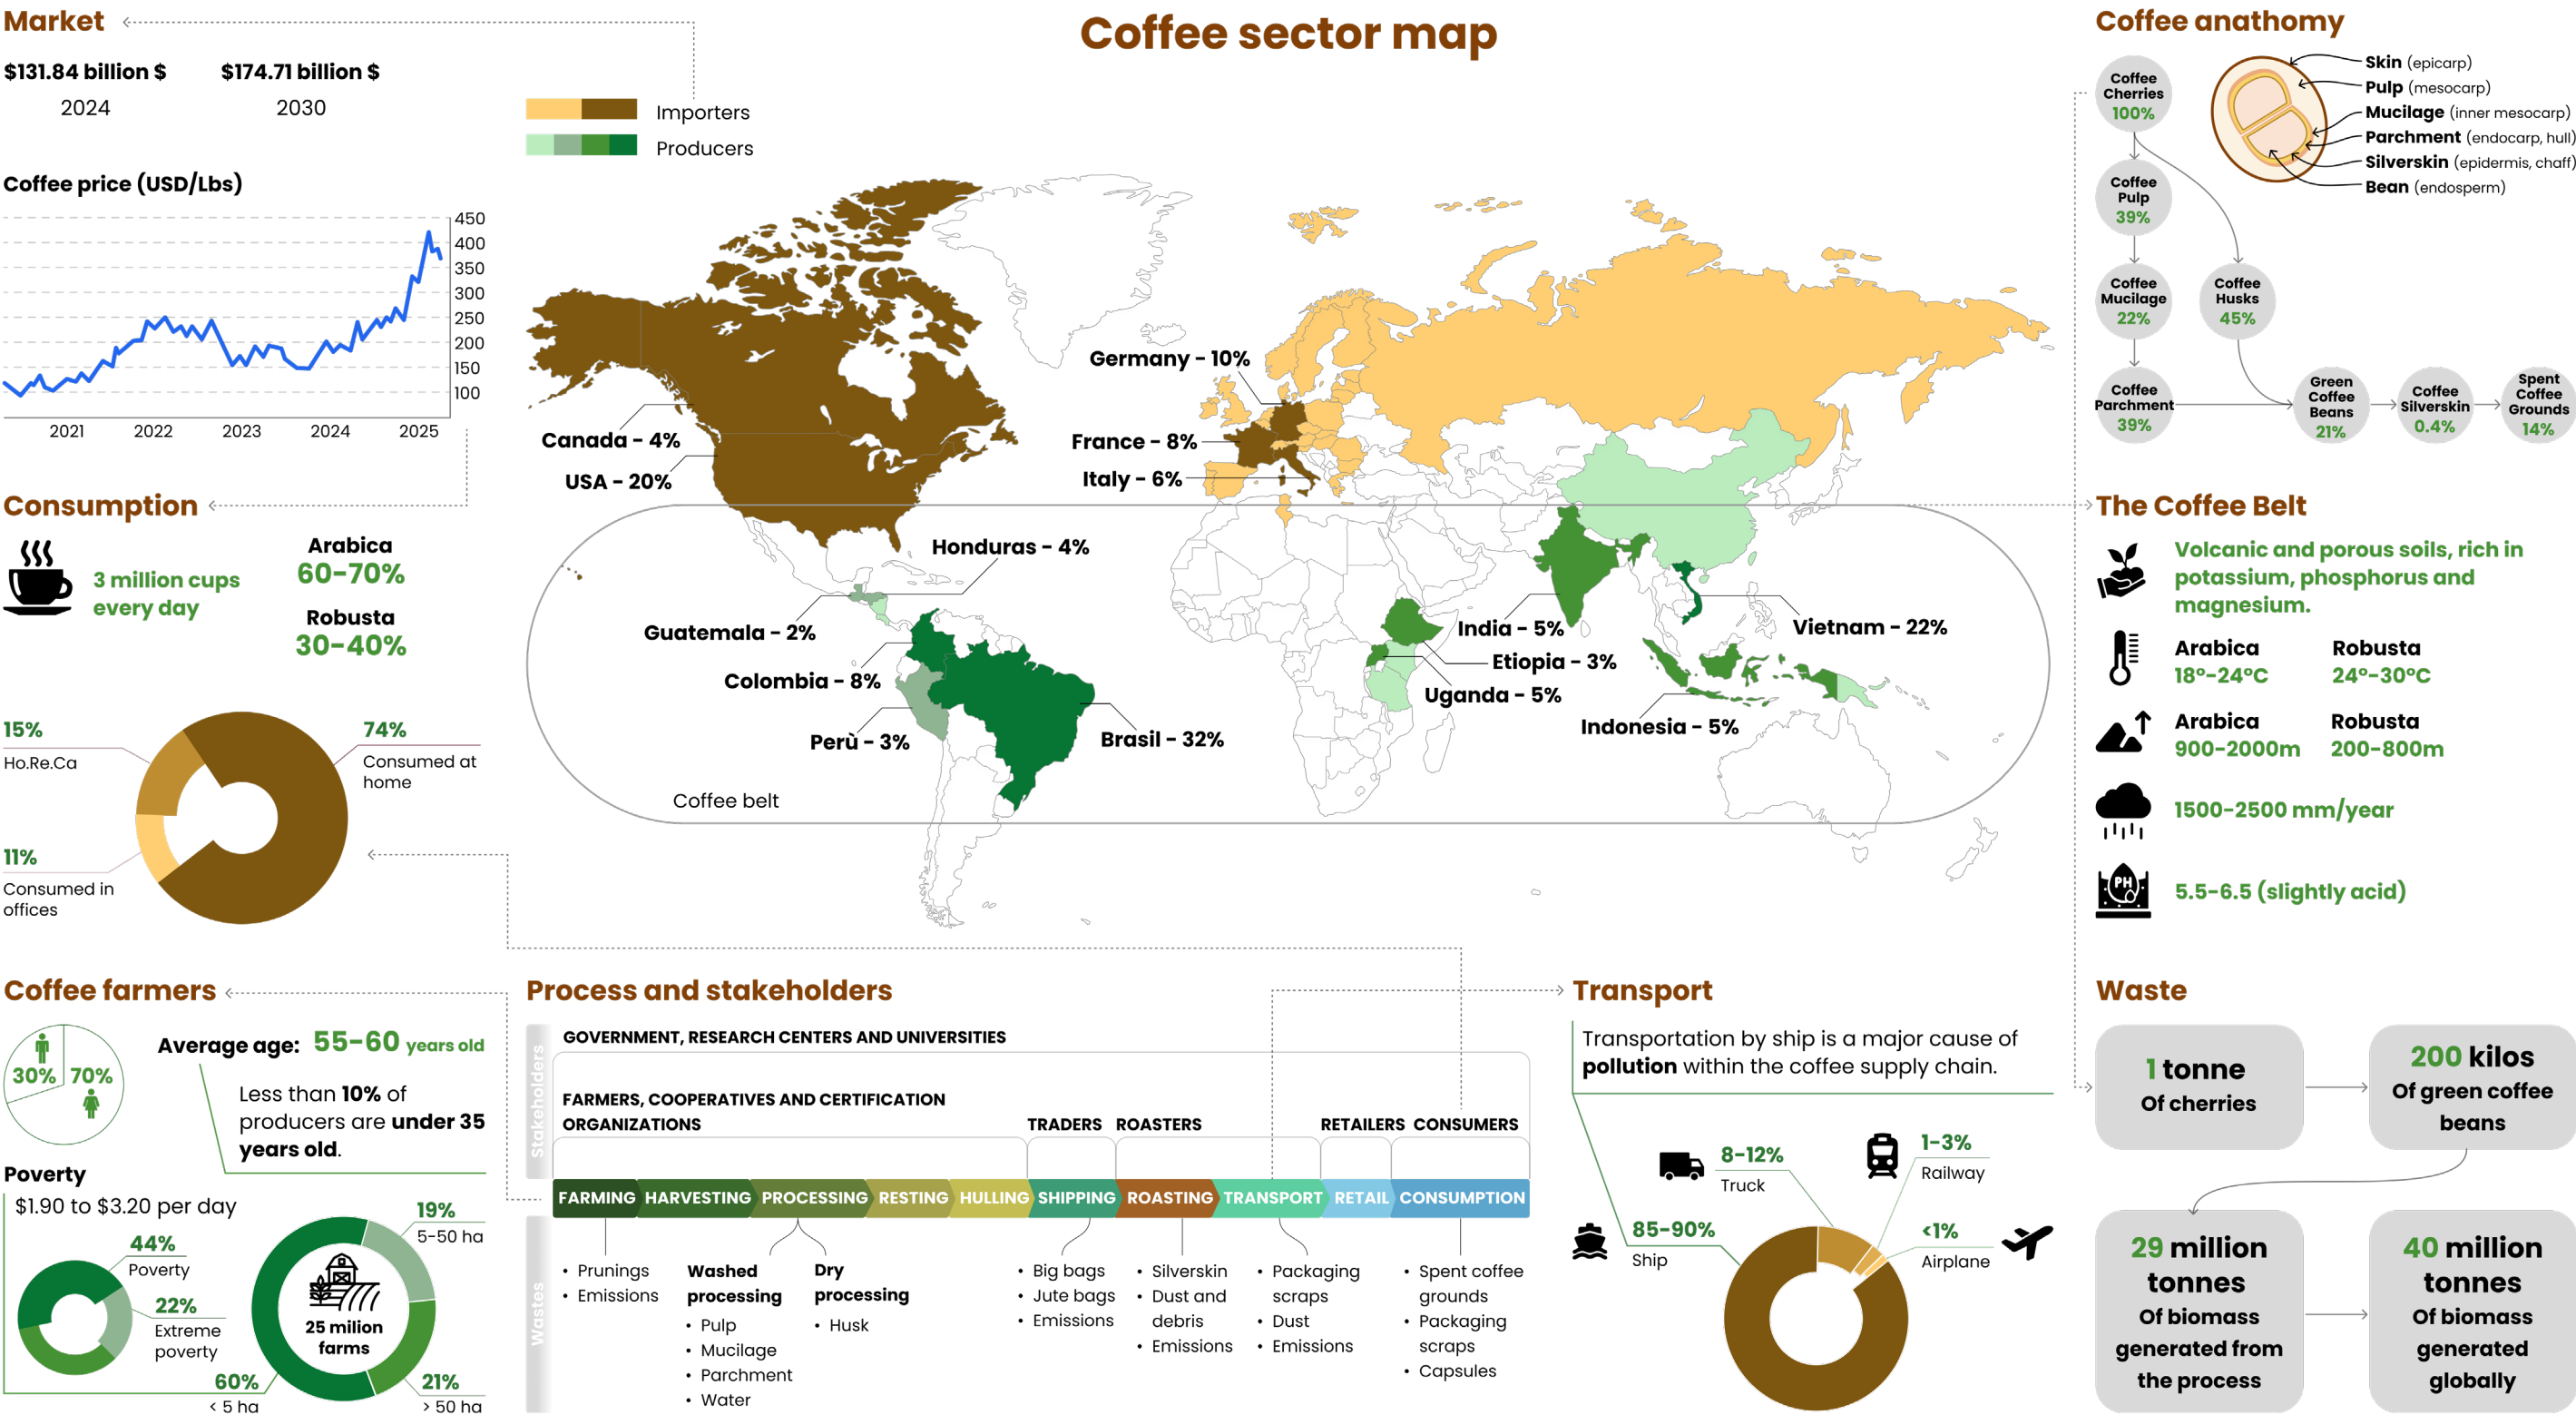 Coffee sector map
Market
$131.84 billion $
2024
$174.71 billion $
2030
Coffee price (USD/Lbs)
450
400
350
300
250
200
150
100
2021
2022
2023
2024
2025
Consumption
3 million cups
every day
Arabica
60-70%
Robusta
30-40%
15%
Ho.Re.Ca
74%
Consumed at
home
11%
Consumed in
offices
Importers
Producers
Canada - 4%
USA - 20%
Germany - 10%
France - 8%
Italy - 6%
Honduras - 4%
Guatemala - 2%
Colombia - 8%
Perù - 3%
Brasil - 32%
India - 5%
Etiopia - 3%
Uganda - 5%
Vietnam - 22%
Indonesia - 5%
Coffee belt
Coffee anathomy
Coffee
Cherries
100%
Coffee
Pulp
39%
Coffee
Mucilage
22%
Coffee
Husks
45%
Coffee
Parchment
39%
Green
Coffee
Beans
21%
Coffee
Silverskin
0.4%
Spent
Coffee
Grounds
14%
Skin (epicarp)
Pulp (mesocarp)
Mucilage (inner mesocarp)
Parchment (endocarp, hull)
Silverskin (epidermis, chaff)
Bean (endosperm)
The Coffee Belt
Volcanic and porous soils, rich in
potassium, phosphorus and
magnesium.
Arabica
18°-24°C
Robusta
24°-30°C
Arabica
900-2000m
Robusta
200-800m
1500-2500 mm/year
PH
5.5-6.5 (slightly acid)
Coffee farmers
30%
70%
Average age: 55-60 years old
Less than 10% of
producers are under 35
years old.
Poverty
$1.90 to $3.20 per day
44%
Poverty
22%
Extreme
poverty
19%
5-50 ha
25 milion
farms
60%
< 5 ha
21%
> 50 ha
Process and stakeholders
Stakeholders
GOVERNMENT, RESEARCH CENTERS AND UNIVERSITIES
FARMERS, COOPERATIVES AND CERTIFICATION
ORGANIZATIONS
TRADERS
ROASTERS
RETAILERS
CONSUMERS
FARMING
HARVESTING
PROCESSING
RESTING
HULLING
SHIPPING
ROASTING
TRANSPORT
RETAIL
CONSUMPTION
Wastes
• Prunings
• Emissions
Washed
processing
• Pulp
• Mucilage
• Parchment
• Water
Dry
processing
• Husk
• Big bags
• Jute bags
• Emissions
• Silverskin
• Dust and
debris
• Emissions
• Packaging
scraps
• Dust
• Emissions
• Spent coffee
grounds
• Packaging
scraps
• Capsules
Transport
Transportation by ship is a major cause of
pollution within the coffee supply chain.
8-12%
Truck
1-3%
Railway
85-90%
Ship
<1%
Airplane
Waste
1 tonne
Of cherries
200 kilos
Of green coffee
beans
29 million
tonnes
Of biomass
generated from
the process
40 million
tonnes
Of biomass
generated
globally